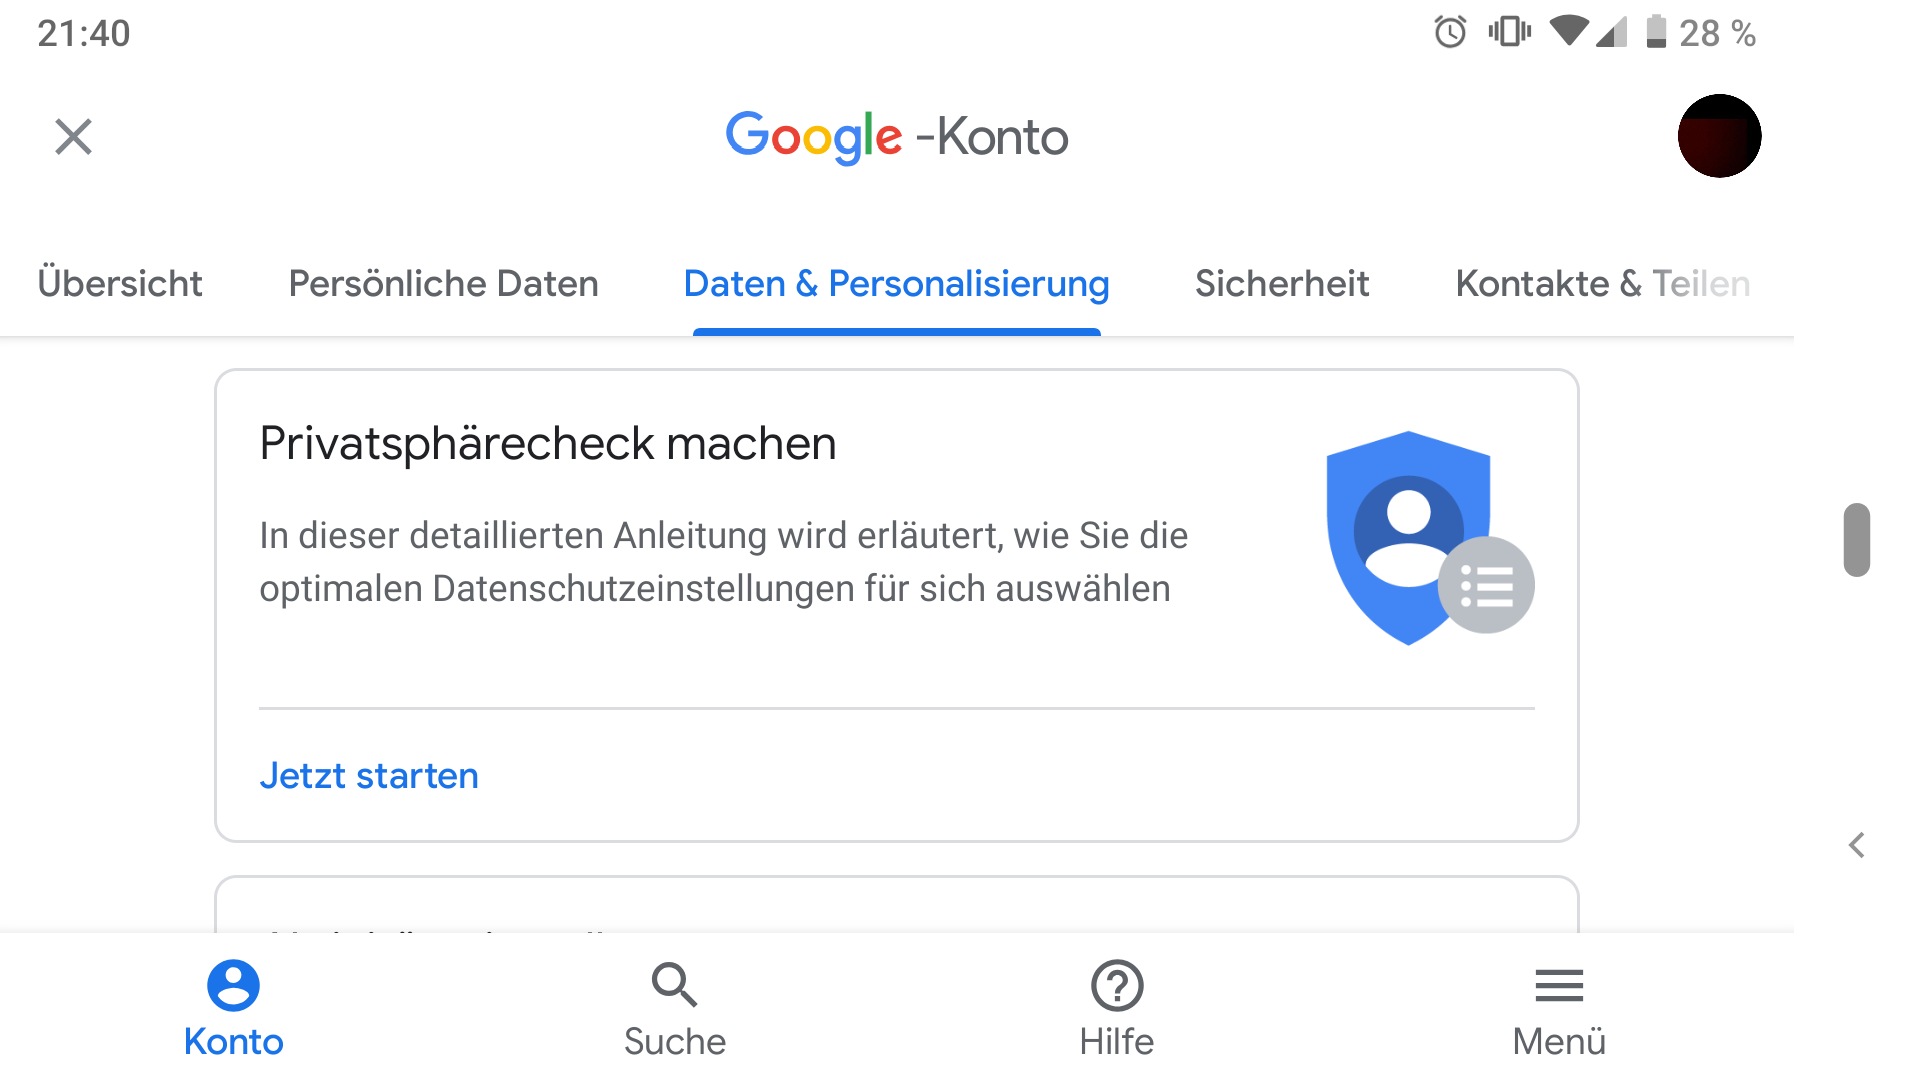 21:40
28 %
Google -Konto
Übersicht
Persönliche Daten
Daten & Personalisierung
Sicherheit
Kontakte & Teilen
Privatsphärecheck machen
In dieser detaillierten Anleitung wird erläutert, wie Sie die
optimalen Datenschutzeinstellungen für sich auswählen
Jetzt starten
Konto
Suche
Hilfe
Menü